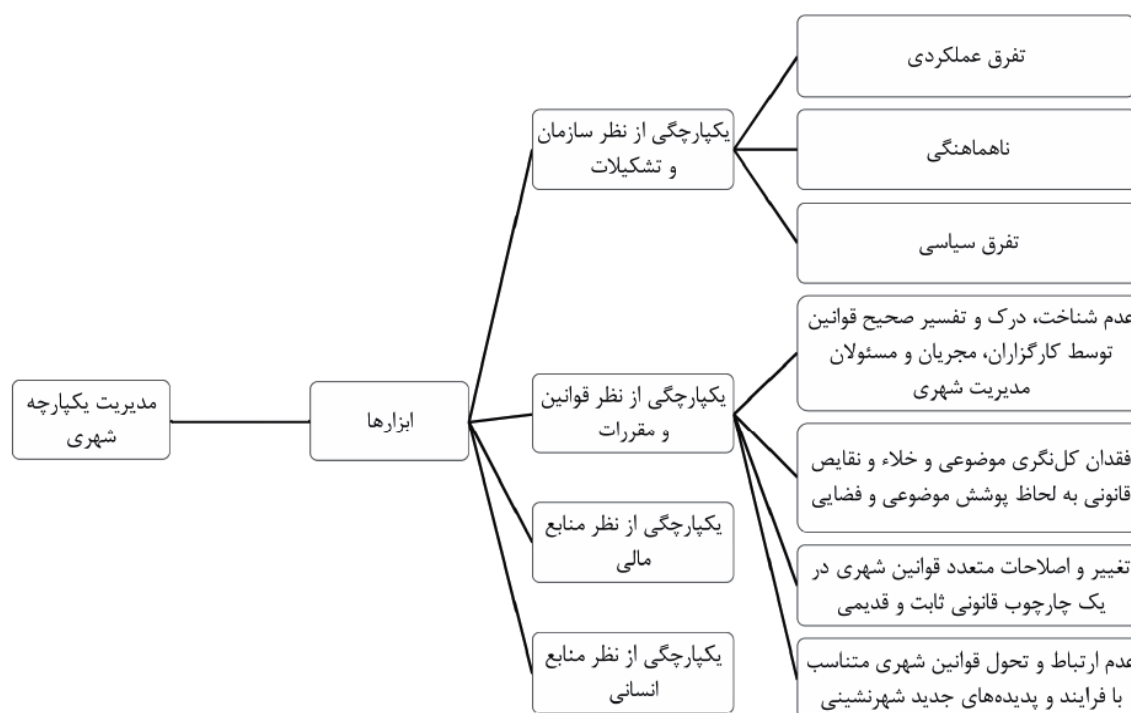 مدیریت یکپارچه
شهری
ابزارها
یکپارچگی از نظر سازمان
و تشکیلات
یکپارچگی از نظر قوانین
و مقررات
یکپارچگی از نظر منابع
مالی
یکپارچگی از نظر منابع
انسانی
تفرق عملکردی
ناهماهنگی
تفرق سیاسی
عدم شناخت، درک و تفسیر صحیح قوانین
توسط کارگزاران، مجریان و مسئولان
مدیریت شهری
فقدان کل‌نگری موضوعی و خلاء و نقایص
قانونی به لحاظ پوشش موضوعی و فضایی
تغییر و اصلاحات متعدد قوانین شهری در
یک چارچوب قانونی ثابت و قدیمی
عدم ارتباط و تحول قوانین شهری متناسب
با فرایند و پدیده‌های جدید شهرنشینی